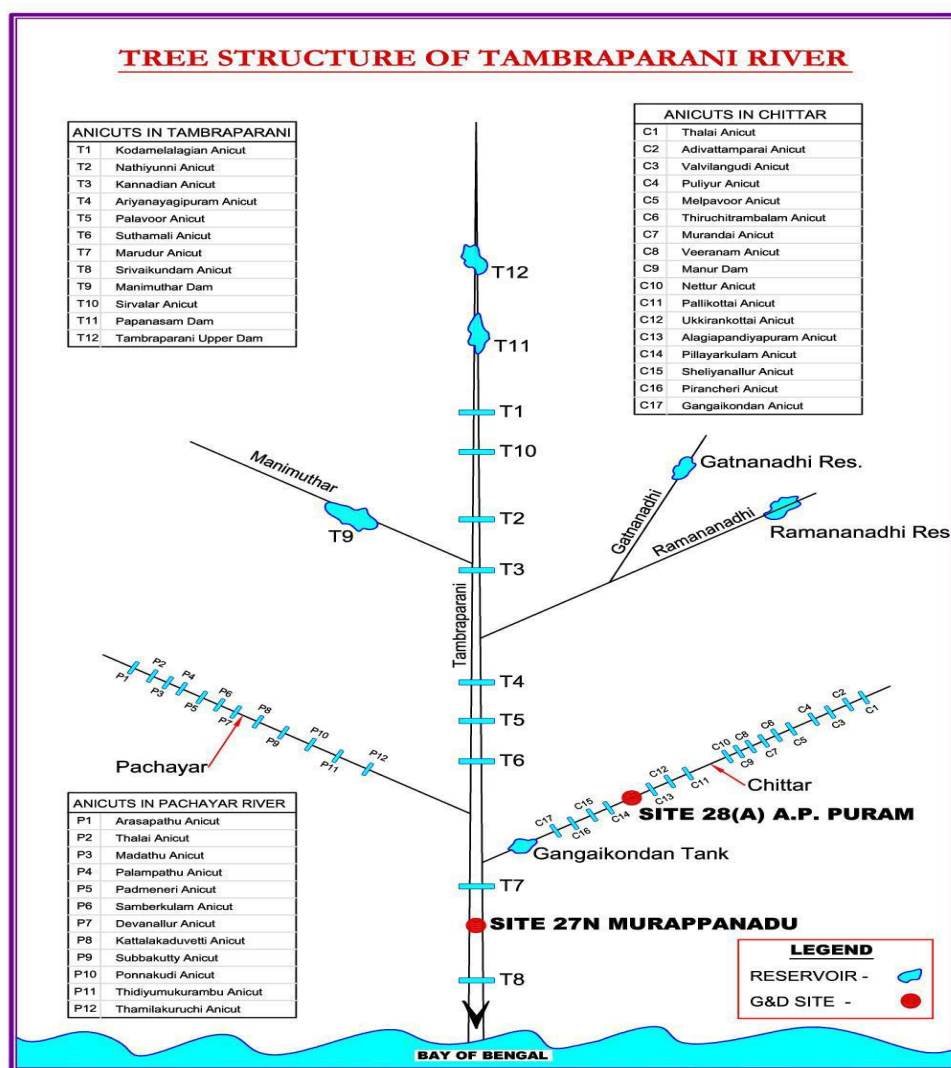 TREE STRUCTURE OF TAMBRAPARANI RIVER
ANICUTS IN TAMBRAPARANI
T1 Kodamelalagian Anicut
T2 Nathiyunni Anicut
T3 Kannadian Anicut
T4 Ariyanayagipuram Anicut
T5 Palavoor Anicut
T6 Suthamali Anicut
T7 Marudur Anicut
T8 Srivaikundam Anicut
T9 Manimuthar Dam
T10 Sirvalar Anicut
T11 Papanasam Dam
T12 Tambraparani Upper Dam
ANICUTS IN CHITTAR
C1 Thalai Anicut
C2 Adivattamparai Anicut
C3 Valvilangudi Anicut
C4 Puliyur Anicut
C5 Melpavoor Anicut
C6 Thiruchitrambalam Anicut
C7 Murandai Anicut
C8 Veeranam Anicut
C9 Manur Dam
C10 Nettur Anicut
C11 Pallikottai Anicut
C12 Ukkirankottai Anicut
C13 Alagiapandiyapuram Anicut
C14 Pillayarkulam Anicut
C15 Sheliyanallur Anicut
C16 Pirancheri Anicut
C17 Gangaikondan Anicut
T12
T11
T1
T10
T2
T3
Manimuthar
T9
Gatnanadhi Res.
Gatnanadhi
Ramananadhi
Ramananadhi Res
Tambraparani
T4
T5
T6
P1
P2
P3
P4
P5
P6
P7
P8
P9
P10
P11
P12
Pachayar
C1
C2
C3
C4
C5
C6
C7
C8
C9
C10
C11
C12
C13
C14
C15
C16
C17
Chittar
SITE 28(A) A.P. PURAM
Gangaikondan Tank
T7
SITE 27N MURAPPANADU
T8
ANICUTS IN PACHAYAR RIVER
P1 Arasapathu Anicut
P2 Thalai Anicut
P3 Madathu Anicut
P4 Palampathu Anicut
P5 Padmeneri Anicut
P6 Samberkulam Anicut
P7 Devanallur Anicut
P8 Kattalakaduvetti Anicut
P9 Subbakutty Anicut
P10 Ponnakudi Anicut
P11 Thidiyumukurambu Anicut
P12 Thamilakuruchi Anicut
LEGEND
RESERVOIR -
G&D SITE -
BAY OF BENGAL